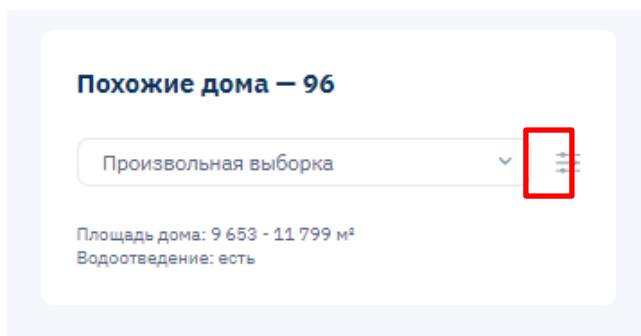 Похожие дома — 96
Произвольная выборка
Площадь дома: 9 653 - 11 799 м²
Водоотведение: есть